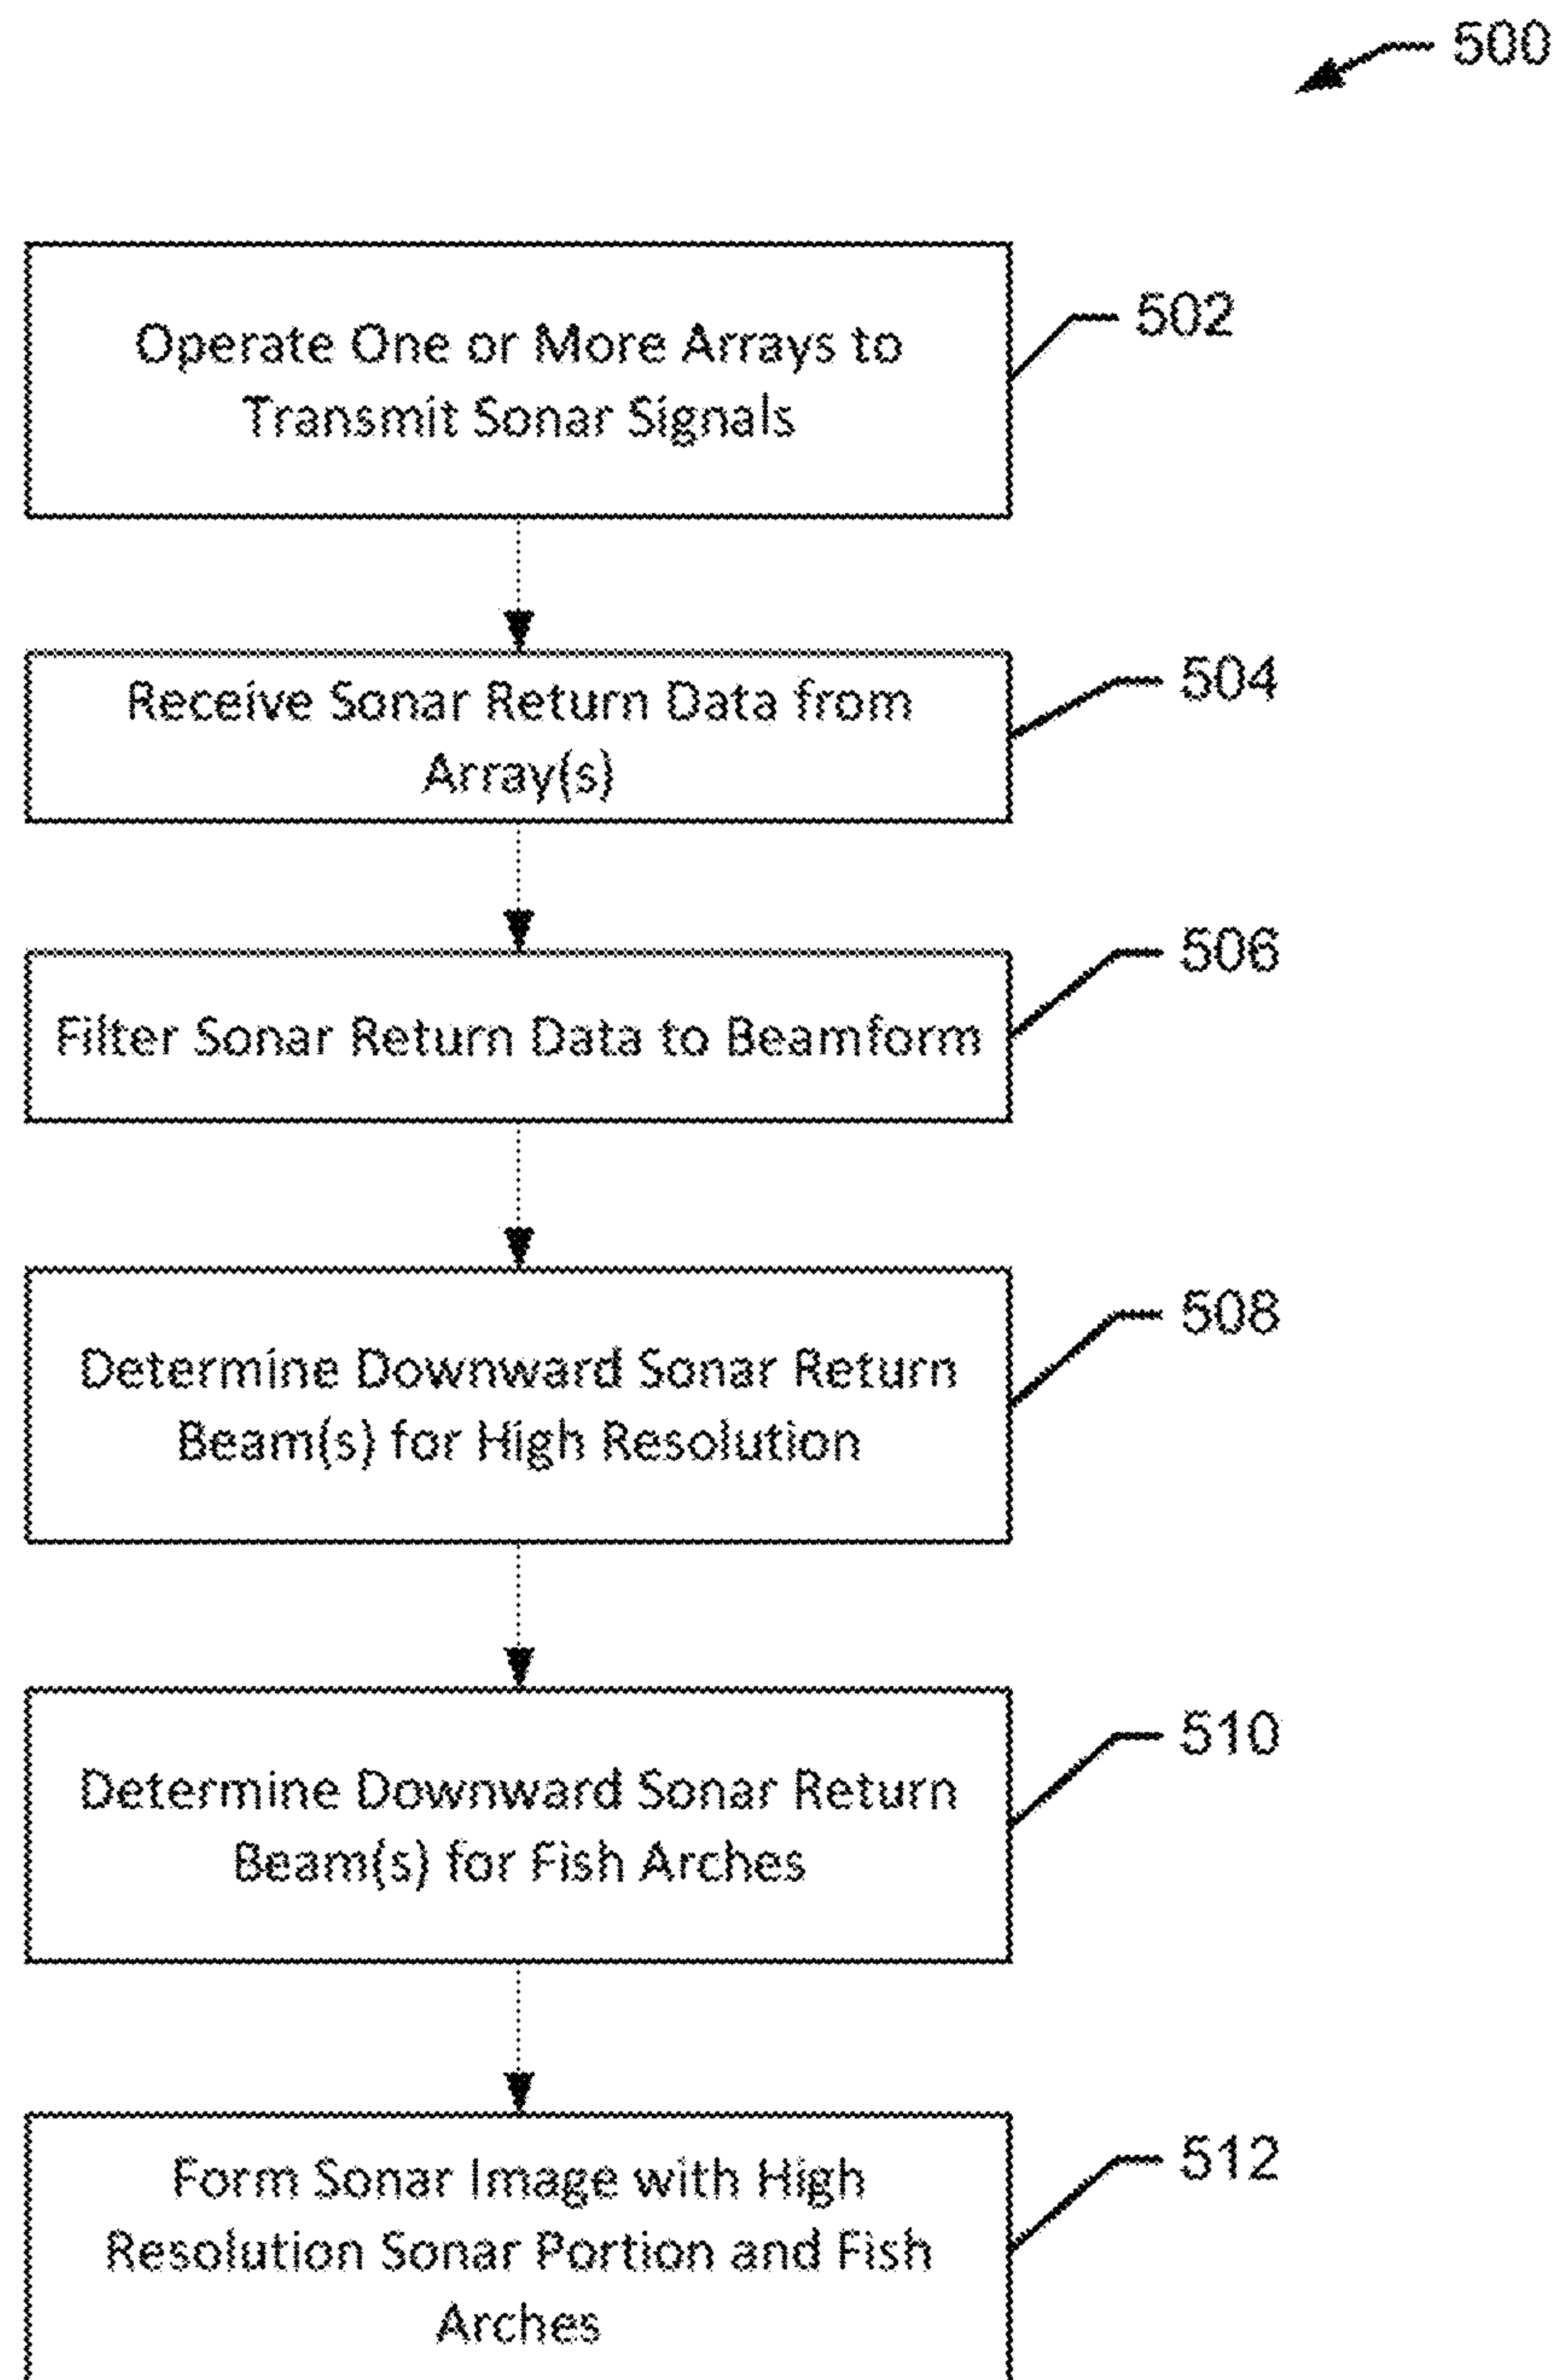 500
Operate One or More Arrays to
Transmit Sonar Signals
502
Receive Sonar Return Data from
Array(s)
504
Filter Sonar Return Data to Beamform
506
Determine Downward Sonar Return
Beam(s) for High Resolution
508
Determine Downward Sonar Return
Beam(s) for Fish Arches
510
Form Sonar Image with High
Resolution Sonar Portion and Fish
Arches
512